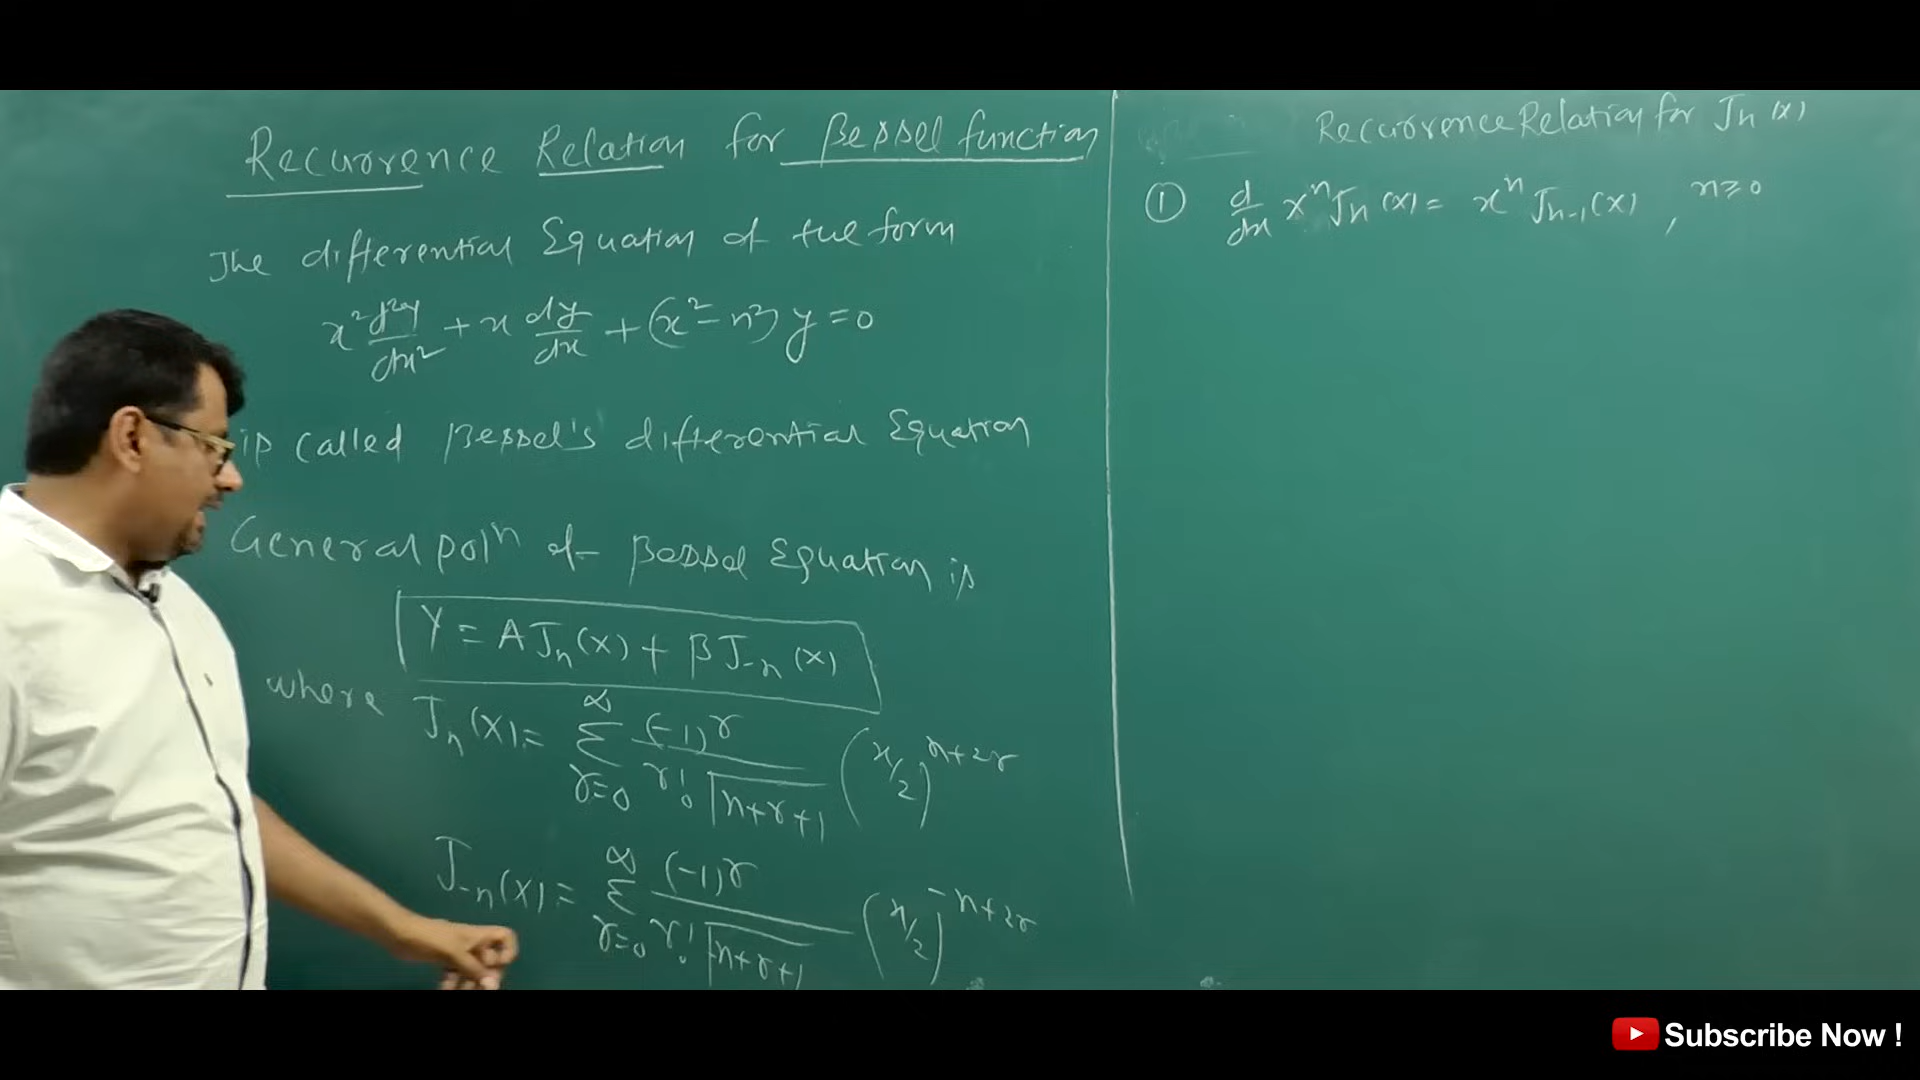 Recurrence Relation for Bessel function
The differential Equation of the form
x² d²y/dx² + x dy/dx + (x² - n²) y = 0
is called Bessel's differential Equation
General solⁿ of Bessel Equation is
Y = A Jₙ(x) + B J₋ₙ(x)
where Jₙ(x) = ∑_{r=0}^{∞} (-1)^r / (r! Γ(n+r+1)) (x/2)^{n+2r}
J₋ₙ(x) = ∑_{r=0}^{∞} (-1)^r / (r! Γ(-n+r+1)) (x/2)^{-n+2r}
Recurrence Relation for Jₙ(x)
① d/dx xⁿ Jₙ(x) = xⁿ Jₙ₋₁(x), n ≥ 0
Subscribe Now !